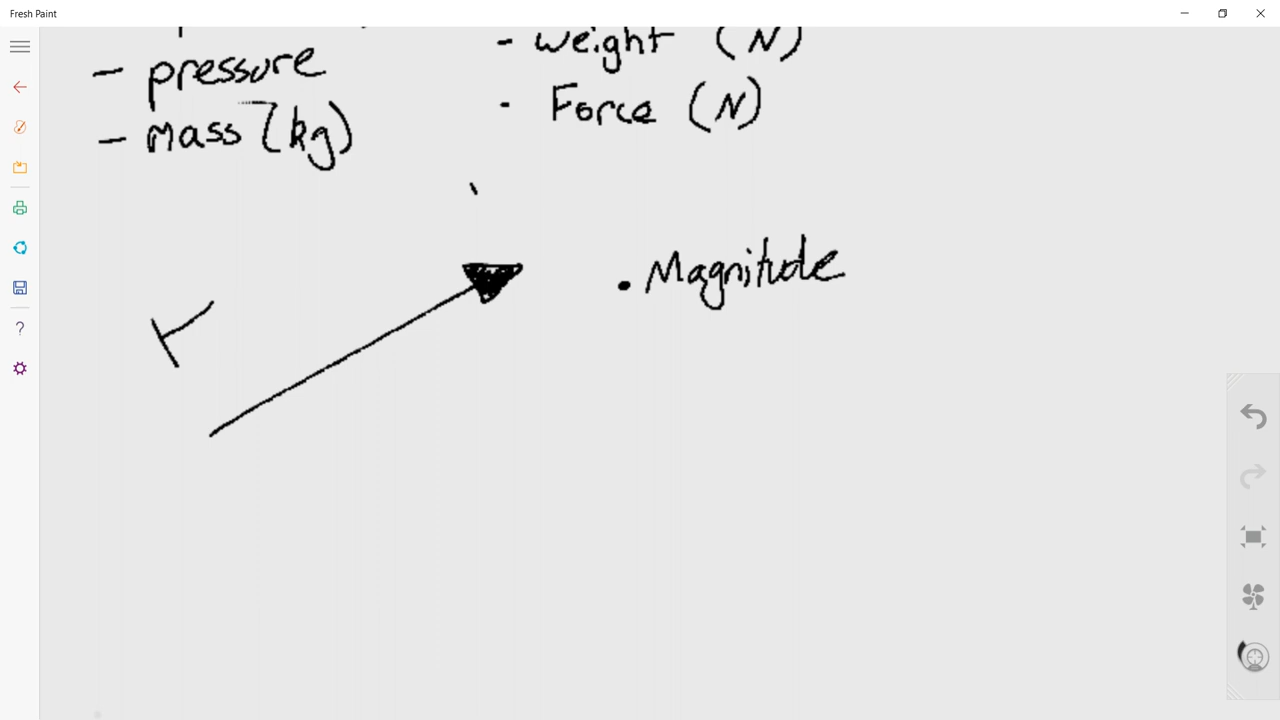 Fresh Paint
- pressure
- Mass (kg)
- Weight (N)
- Force (N)
. Magnitude